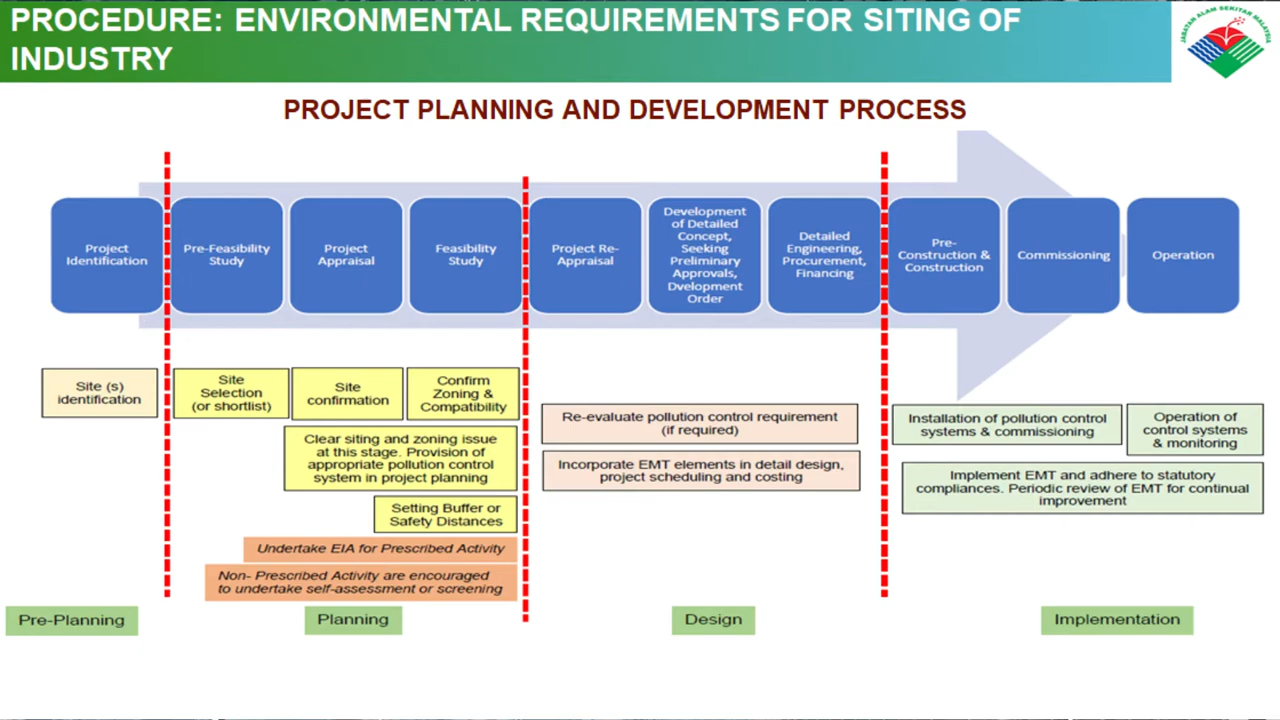 PROCEDURE: ENVIRONMENTAL REQUIREMENTS FOR SITING OF
INDUSTRY
JABATAN ALAM SEKITAR MALAYSIA
PROJECT PLANNING AND DEVELOPMENT PROCESS
Project
Identification
Pre-Feasibility
Study
Project
Appraisal
Feasibility
Study
Project Re-
Appraisal
Development
of Detailed
Concept,
Seeking
Preliminary
Approvals,
Dvelopment
Order
Detailed
Engineering,
Procurement,
Financing
Pre-
Construction &
Construction
Commissioning
Operation
Site (s)
identification
Site
Selection
(or shortlist)
Site
confirmation
Confirm
Zoning &
Compatibility
Clear siting and zoning issue
at this stage. Provision of
appropriate pollution control
system in project planning
Setting Buffer or
Safety Distances
Undertake EIA for Prescribed Activity
Non- Prescribed Activity are encouraged
to undertake self-assessment or screening
Re-evaluate pollution control requirement
(if required)
Incorporate EMT elements in detail design,
project scheduling and costing
Installation of pollution control
systems & commissioning
Operation of
control systems
& monitoring
Implement EMT and adhere to statutory
compliances. Periodic review of EMT for continual
improvement
Pre-Planning
Planning
Design
Implementation